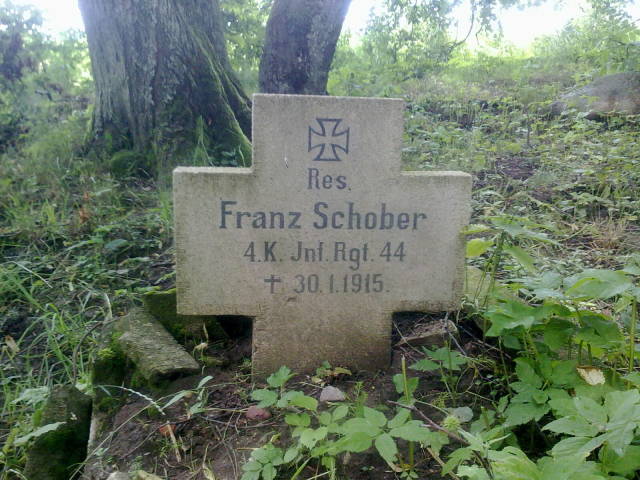 Res.
Franz Schober
4. K. Jnf. Rgt. 44
† 30. 1. 1915.